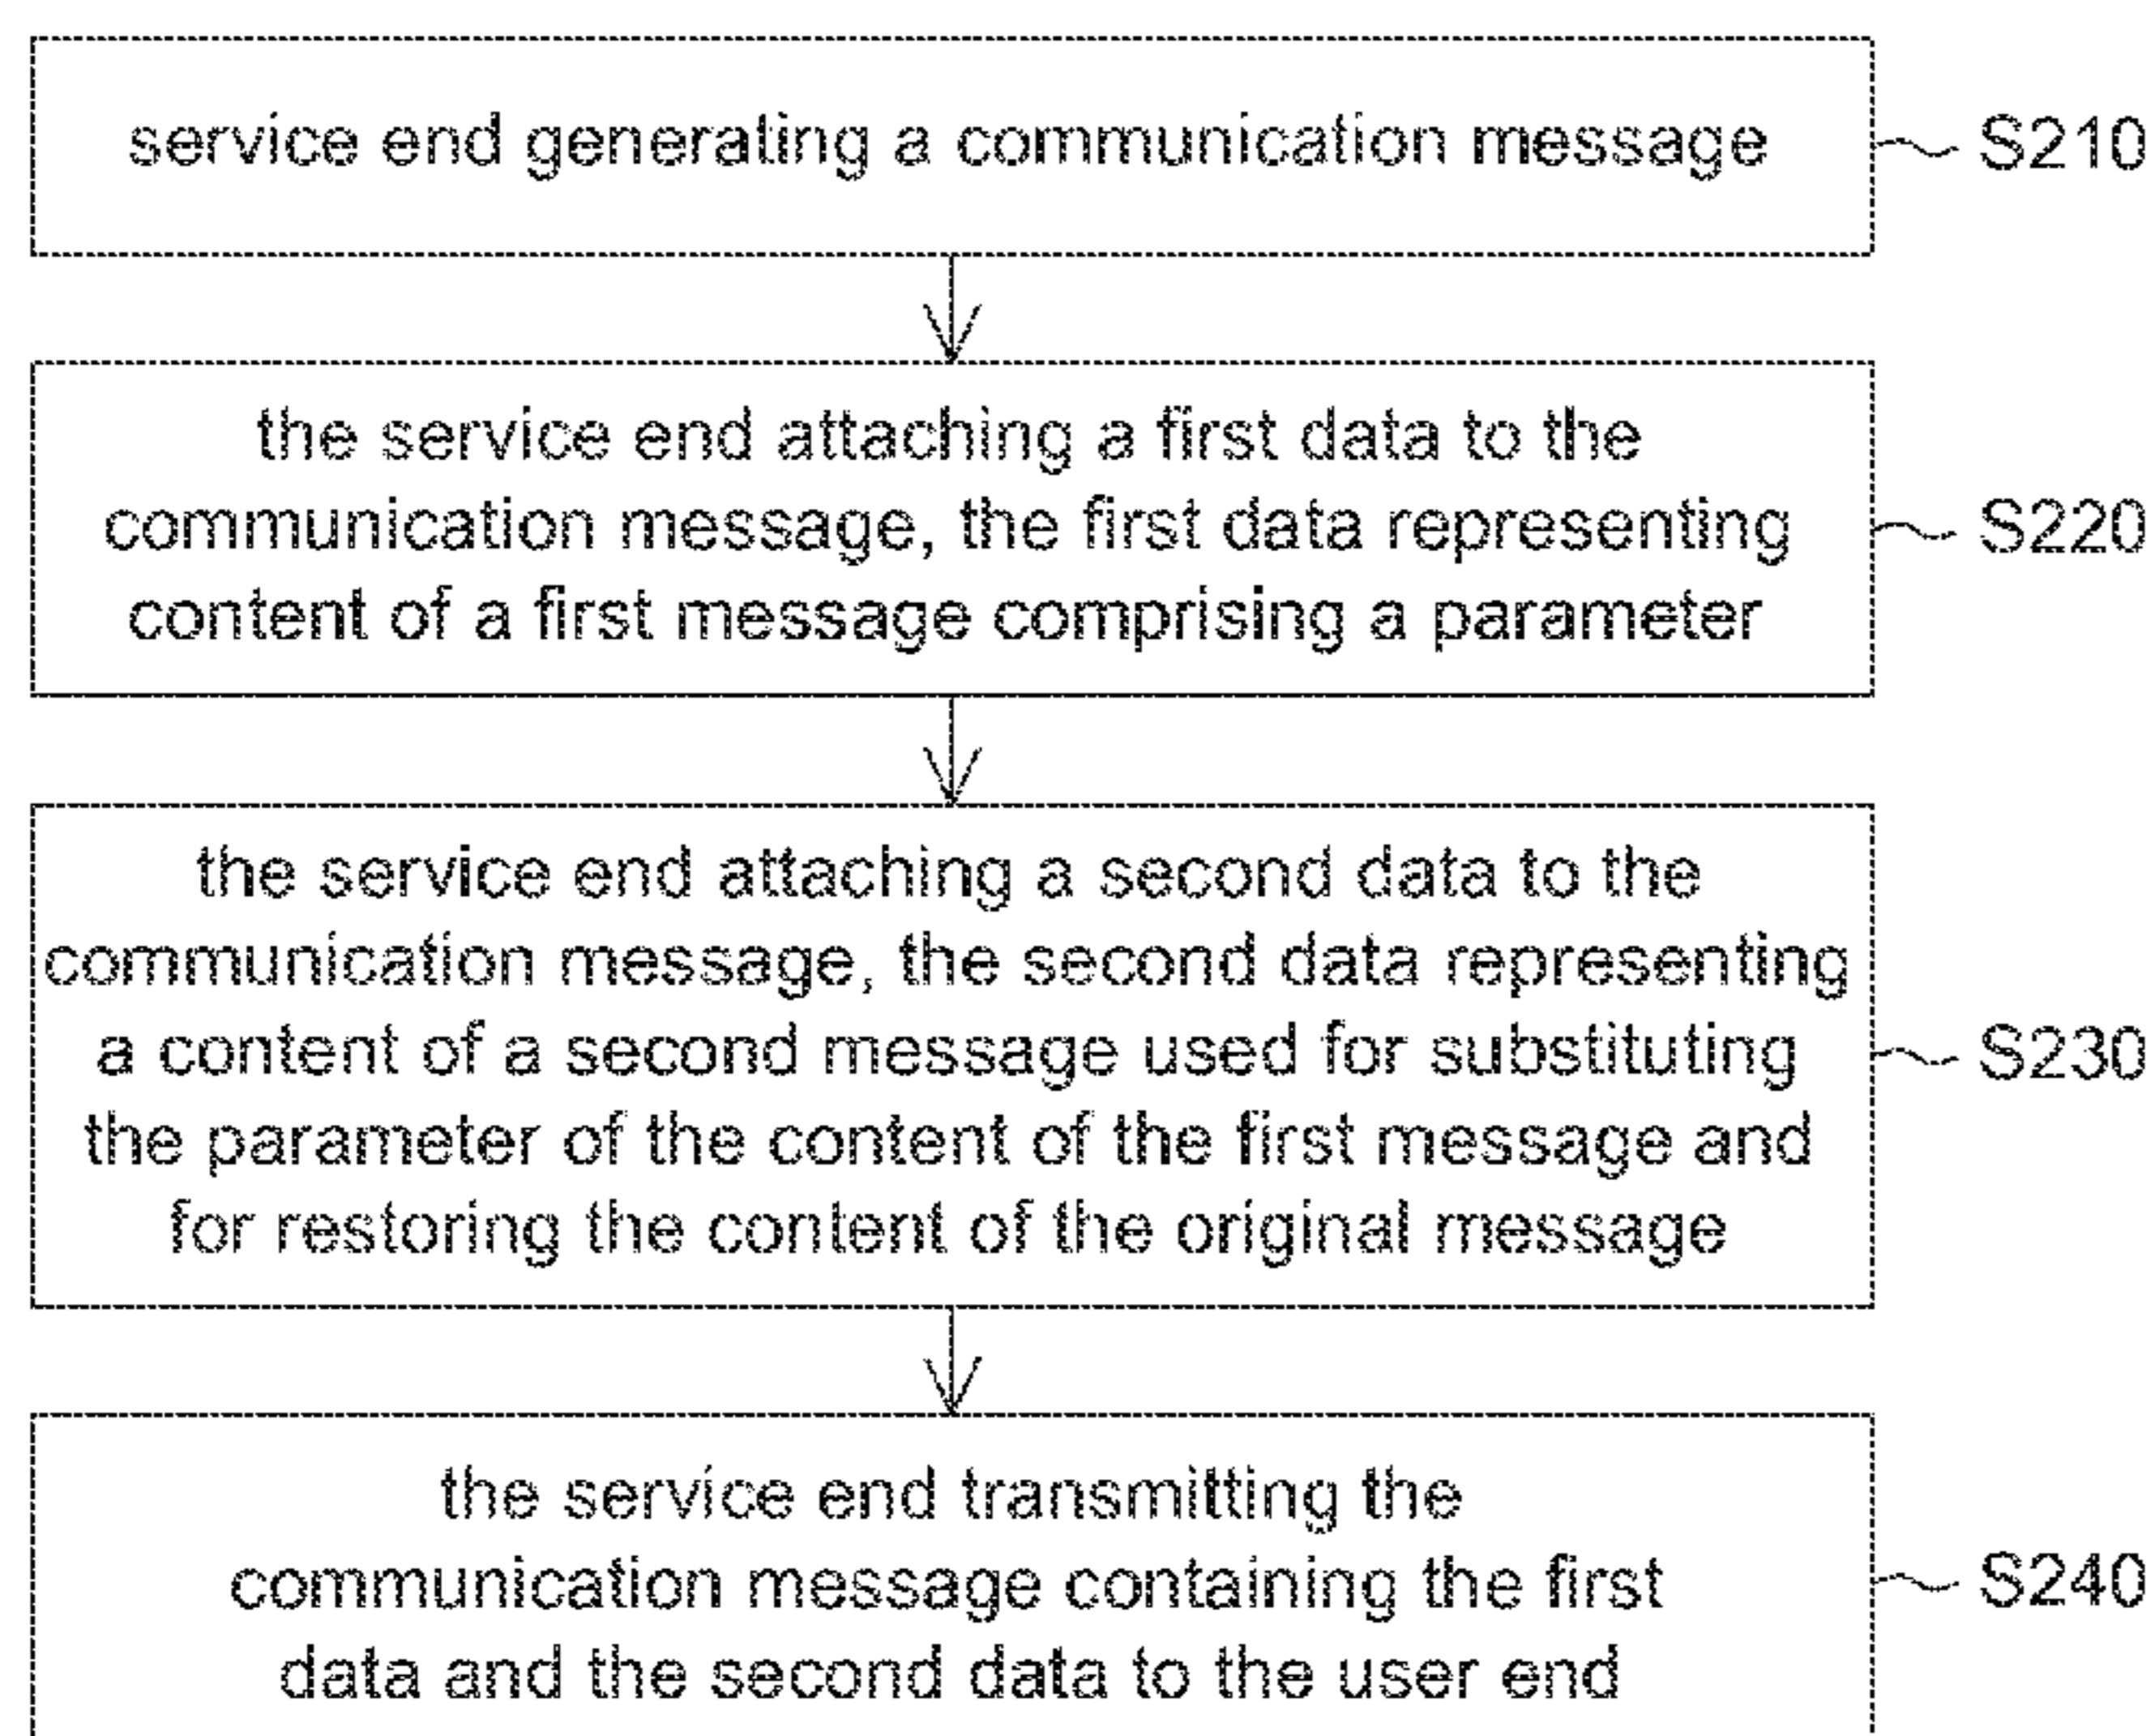 service end generating a communication message
S210
the service end attaching a first data to the
communication message, the first data representing
content of a first message comprising a parameter
S220
the service end attaching a second data to the
communication message, the second data representing
a content of a second message used for substituting
the parameter of the content of the first message and
for restoring the content of the original message
S230
the service end transmitting the
communication message containing the first
data and the second data to the user end
S240